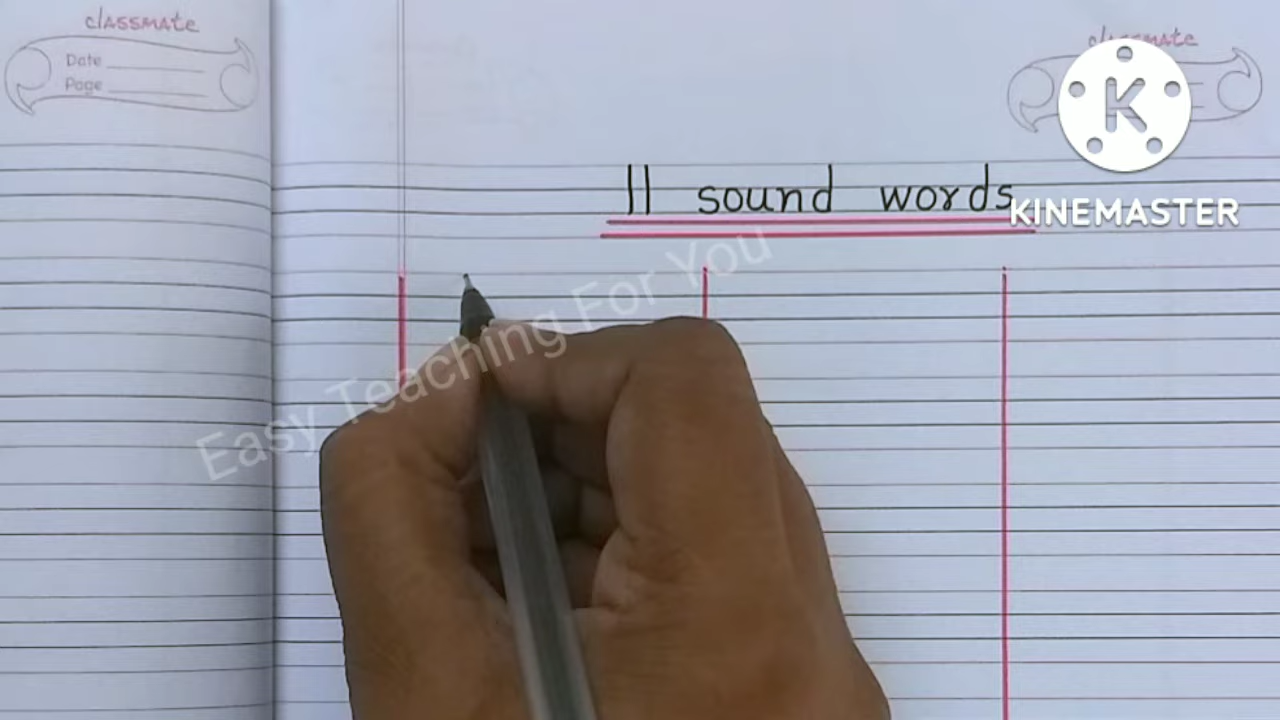 classmate
Date
Page
classmate
ll sound words
KINEMASTER
Easy Teaching For You